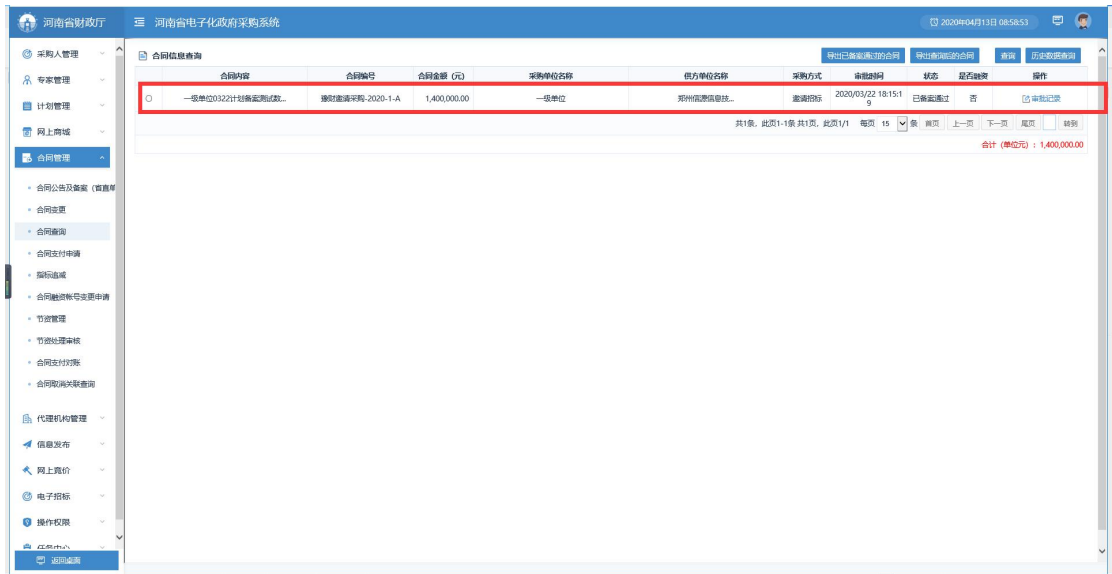 河南省财政厅
河南省电子化政府采购系统
2020年04月13日 08:58:53
采购人管理
专家管理
计划管理
网上商城
合同管理
合同公告及备案（省直单
合同变更
合同查询
合同支付申请
指标追减
合同融资帐号变更申请
节资管理
节资处理审核
合同支付对账
合同取消关联查询
代理机构管理
信息发布
网上竞价
电子招标
操作权限
任务中心
返回桌面
合同信息查询
导出已备案通过的合同 导出查询后的合同 查询 历史数据查询
合同内容 合同编号 合同金额（元） 采购单位名称 供方单位名称 采购方式 审批时间 状态 是否融资 操作
一级单位0322计划备案测试数... 豫财邀请采购-2020-1-A 1,400,000.00 一级单位 郑州信源信息技... 邀请招标 2020/03/22 18:15:19 已备案通过 否 审批记录
共1条, 此页1-1条 共1页, 此页1/1 每页 15 条 首页 上一页 下一页 尾页 转到
合计（单位元）: 1,400,000.00